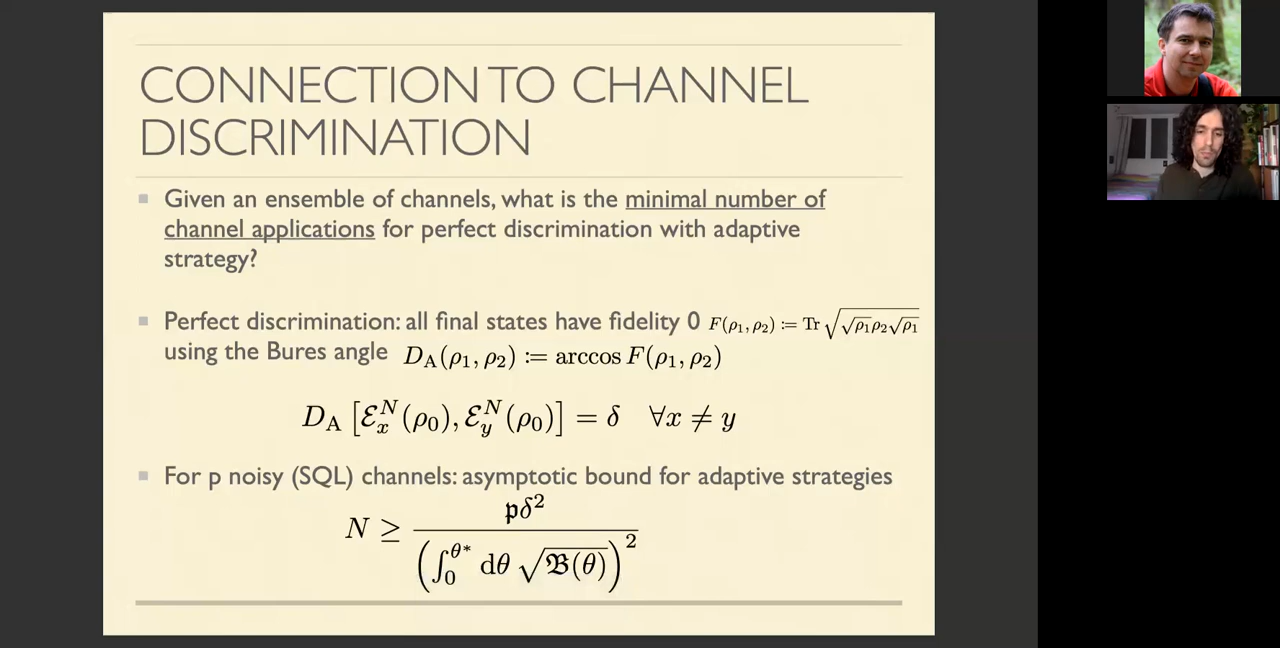 CONNECTION TO CHANNEL
DISCRIMINATION
Given an ensemble of channels, what is the minimal number of
channel applications for perfect discrimination with adaptive
strategy?
Perfect discrimination: all final states have fidelity 0 F(ρ₁, ρ₂) := Tr √(√ρ₁ρ₂√ρ₁)
using the Bures angle D_A(ρ₁, ρ₂) := arccos F(ρ₁, ρ₂)
D_A [ℰ_x^N(ρ₀), ℰ_y^N(ρ₀)] = δ ∀x ≠ y
For p noisy (SQL) channels: asymptotic bound for adaptive strategies
N ≥ 𝔭δ² / (∫₀^{θ*} dθ √𝔅(θ))²